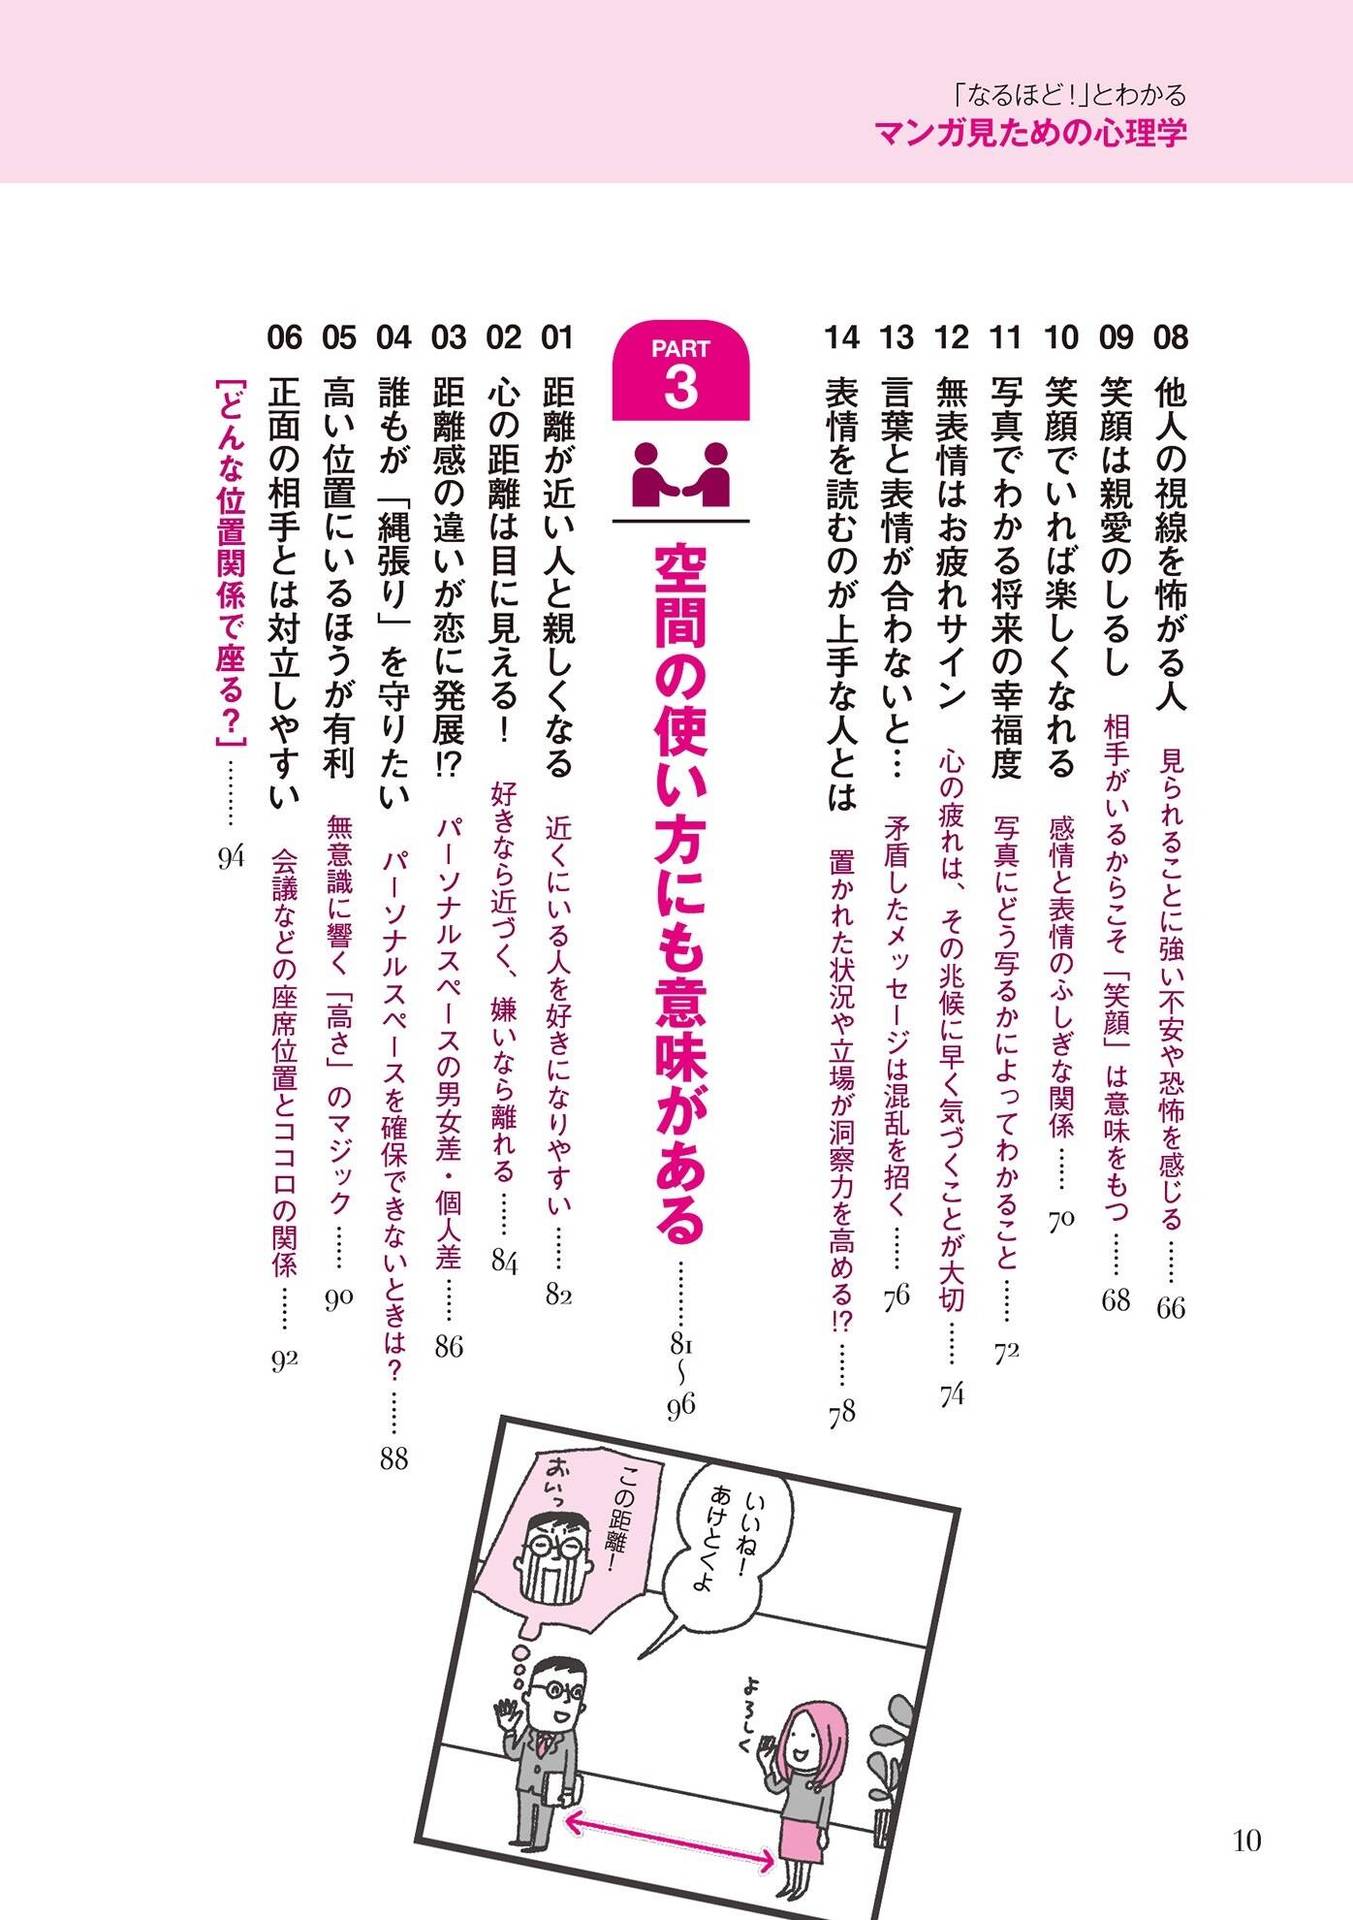 「なるほど！」とわかる
マンガ見ための心理学
08 他人の視線を怖がる人 見られることに強い不安や恐怖を感じる……66
09 笑顔は親愛のしるし 相手がいるからこそ「笑顔」は意味をもつ……68
10 笑顔でいれば楽しくなれる 感情と表情のふしぎな関係……70
11 写真でわかる将来の幸福度 写真にどう写るかによってわかること……72
12 無表情はお疲れサイン 心の疲れは、その兆候に早く気づくことが大切……74
13 言葉と表情が合わないと… 矛盾したメッセージは混乱を招く……76
14 表情を読むのが上手な人とは 置かれた状況や立場が洞察力を高める!?……78
PART
3
空間の使い方にも意味がある………81〜96
01 距離が近い人と親しくなる 近くにいる人を好きになりやすい……82
02 心の距離は目に見える！ 好きなら近づく、嫌いなら離れる……84
03 距離感の違いが恋に発展!? パーソナルスペースの男女差・個人差……86
04 誰もが「縄張り」を守りたい パーソナルスペースを確保できないときは？……88
05 高い位置にいるほうが有利 無意識に響く「高さ」のマジック……90
06 正面の相手とは対立しやすい 会議などの座席位置とココロの関係……92
[どんな位置関係で座る？]………94
いいね！
あけとくよ
この距離！
おいっ
よろしく
10